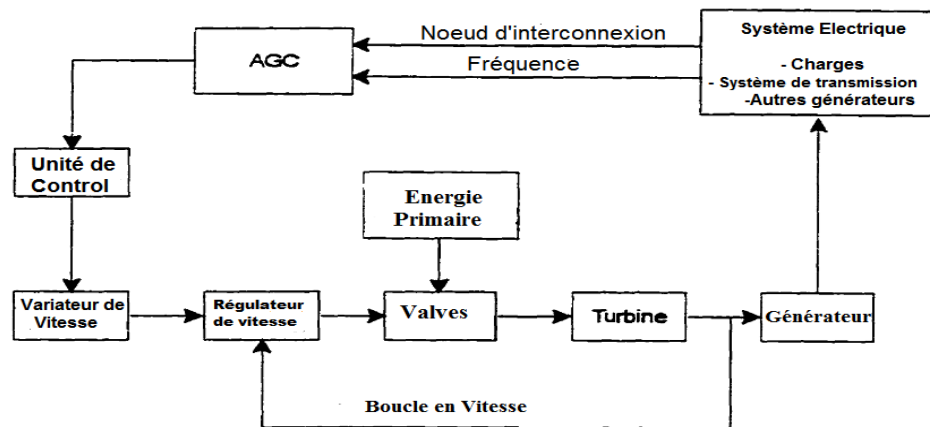 Noeud d'interconnexion
AGC
Fréquence
Système Electrique
- Charges
- Système de transmission
-Autres générateurs
Unité de
Control
Energie
Primaire
Variateur de
Vitesse
Régulateur
de vitesse
Valves
Turbine
Générateur
Boucle en Vitesse